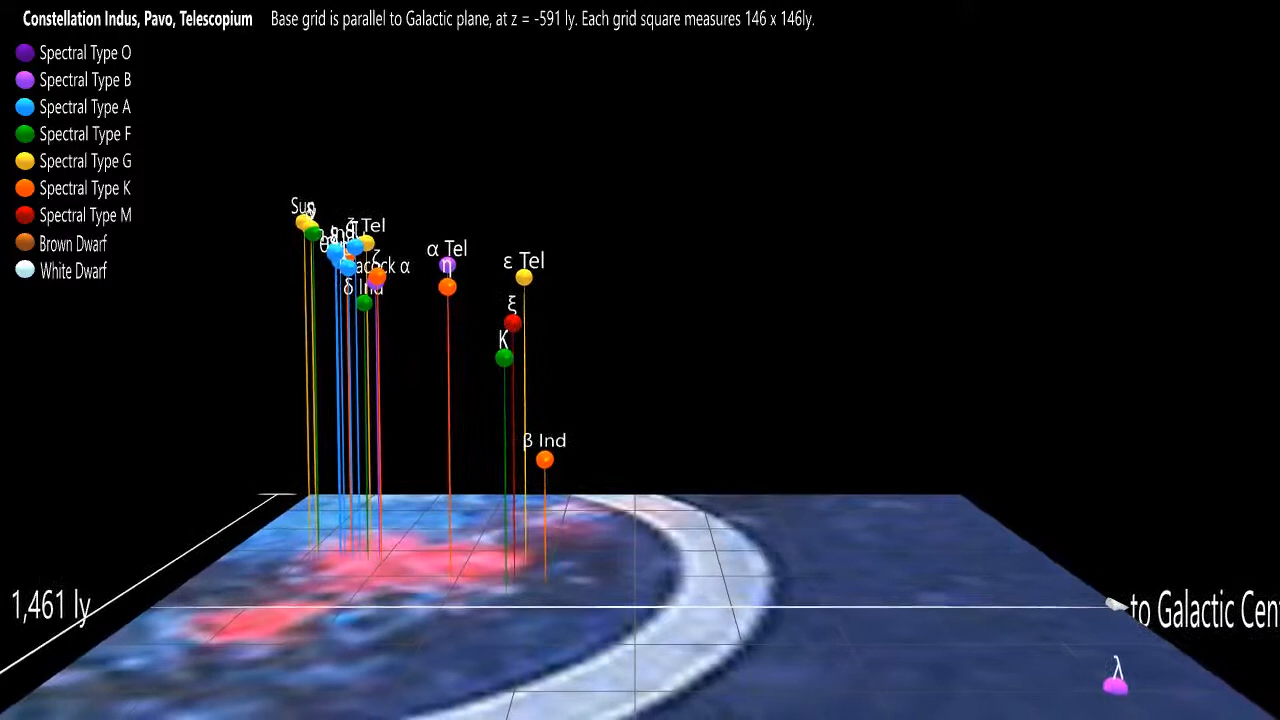 Constellation Indus, Pavo, Telescopium Base grid is parallel to Galactic plane, at z = -591 ly. Each grid square measures 146 x 146ly.
Spectral Type O
Spectral Type B
Spectral Type A
Spectral Type F
Spectral Type G
Spectral Type K
Spectral Type M
Brown Dwarf
White Dwarf
Sun
Tel
ζ
α
δ Ind
α Tel
η
ε Tel
ξ
K
β Ind
1,461 ly
to Galactic Cen
λ